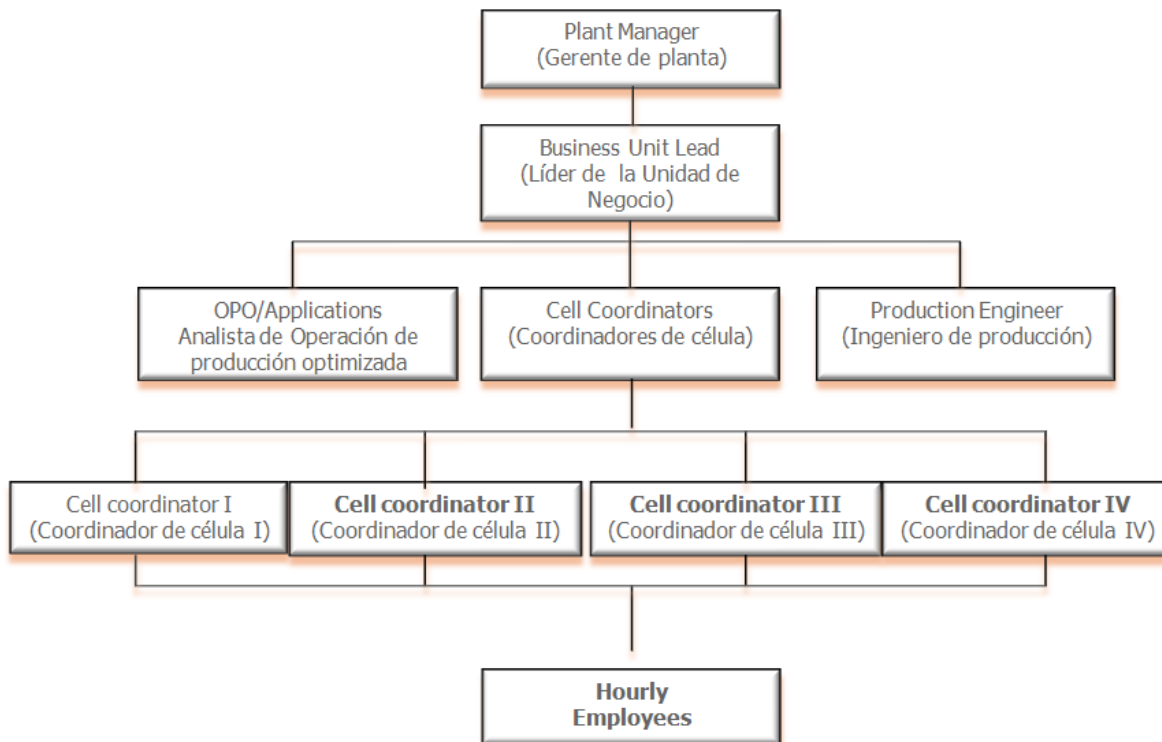 Plant Manager
(Gerente de planta)
Business Unit Lead
(Líder de la Unidad de
Negocio)
OPO/Applications
Analista de Operación de
producción optimizada
Cell Coordinators
(Coordinadores de célula)
Production Engineer
(Ingeniero de producción)
Cell coordinator I
(Coordinador de célula I)
Cell coordinator II
(Coordinador de célula II)
Cell coordinator III
(Coordinador de célula III)
Cell coordinator IV
(Coordinador de célula IV)
Hourly
Employees